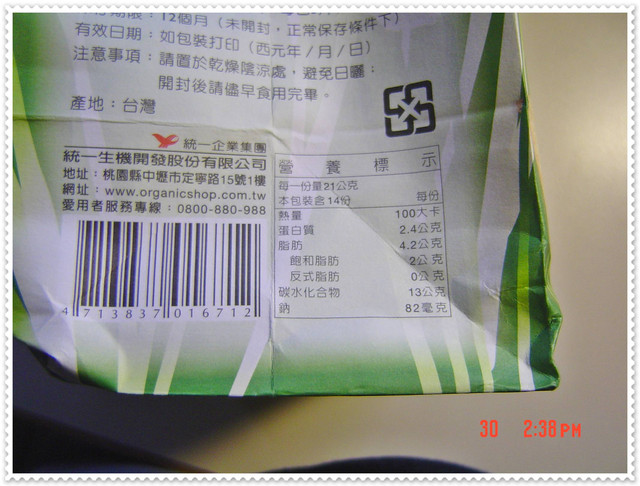 12個月（未開封，正常保存條件下）
有效日期：如包裝打印（西元年/月/日）
注意事項：請置於乾燥陰涼處，避免日曬；
開封後請儘早食用完畢。
產地：台灣
統一企業集團
統一生機開發股份有限公司
地址：桃園縣中壢市定寧路15號1樓
網址：www.organicshop.com.tw
愛用者服務專線：0800-880-988
4 713837 016712
營養標示
每一份量21公克
本包裝含14份 每份
熱量 100大卡
蛋白質 2.4公克
脂肪 4.2公克
飽和脂肪 2公克
反式脂肪 0公克
碳水化合物 13公克
鈉 82毫克
30 2:38PM